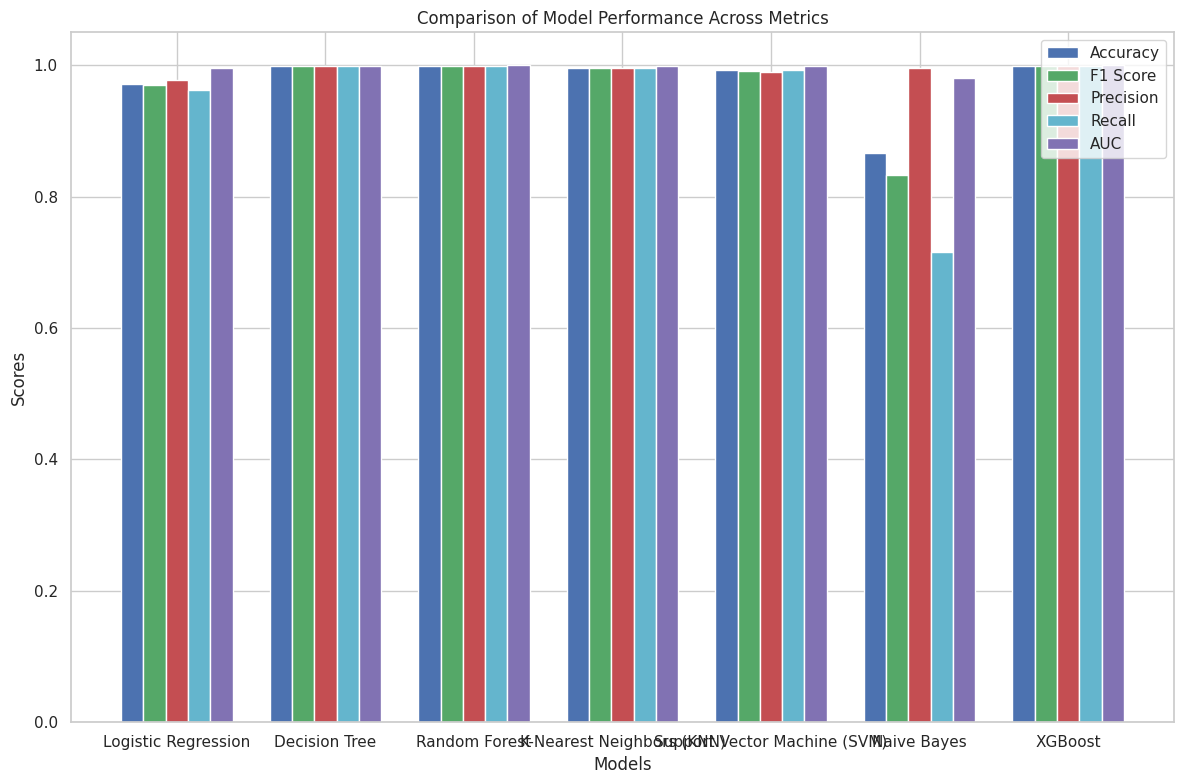 Comparison of Model Performance Across Metrics
1.0
0.8
0.6
0.4
0.2
0.0
Scores
Accuracy
F1 Score
Precision
Recall
AUC
Logistic Regression
Decision Tree
Random Forest
K-Nearest Neighbors (KNN)
Support Vector Machine (SVM)
Naive Bayes
XGBoost
Models